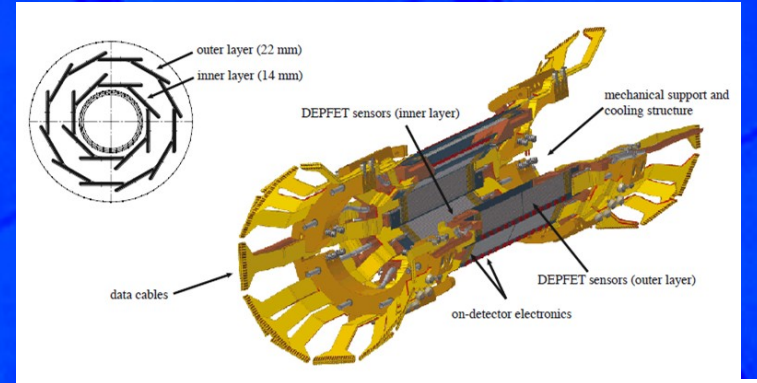 outer layer (22 mm)
inner layer (14 mm)
DEPFET sensors (inner layer)
mechanical support and
cooling structure
data cables
DEPFET sensors (outer layer)
on-detector electronics